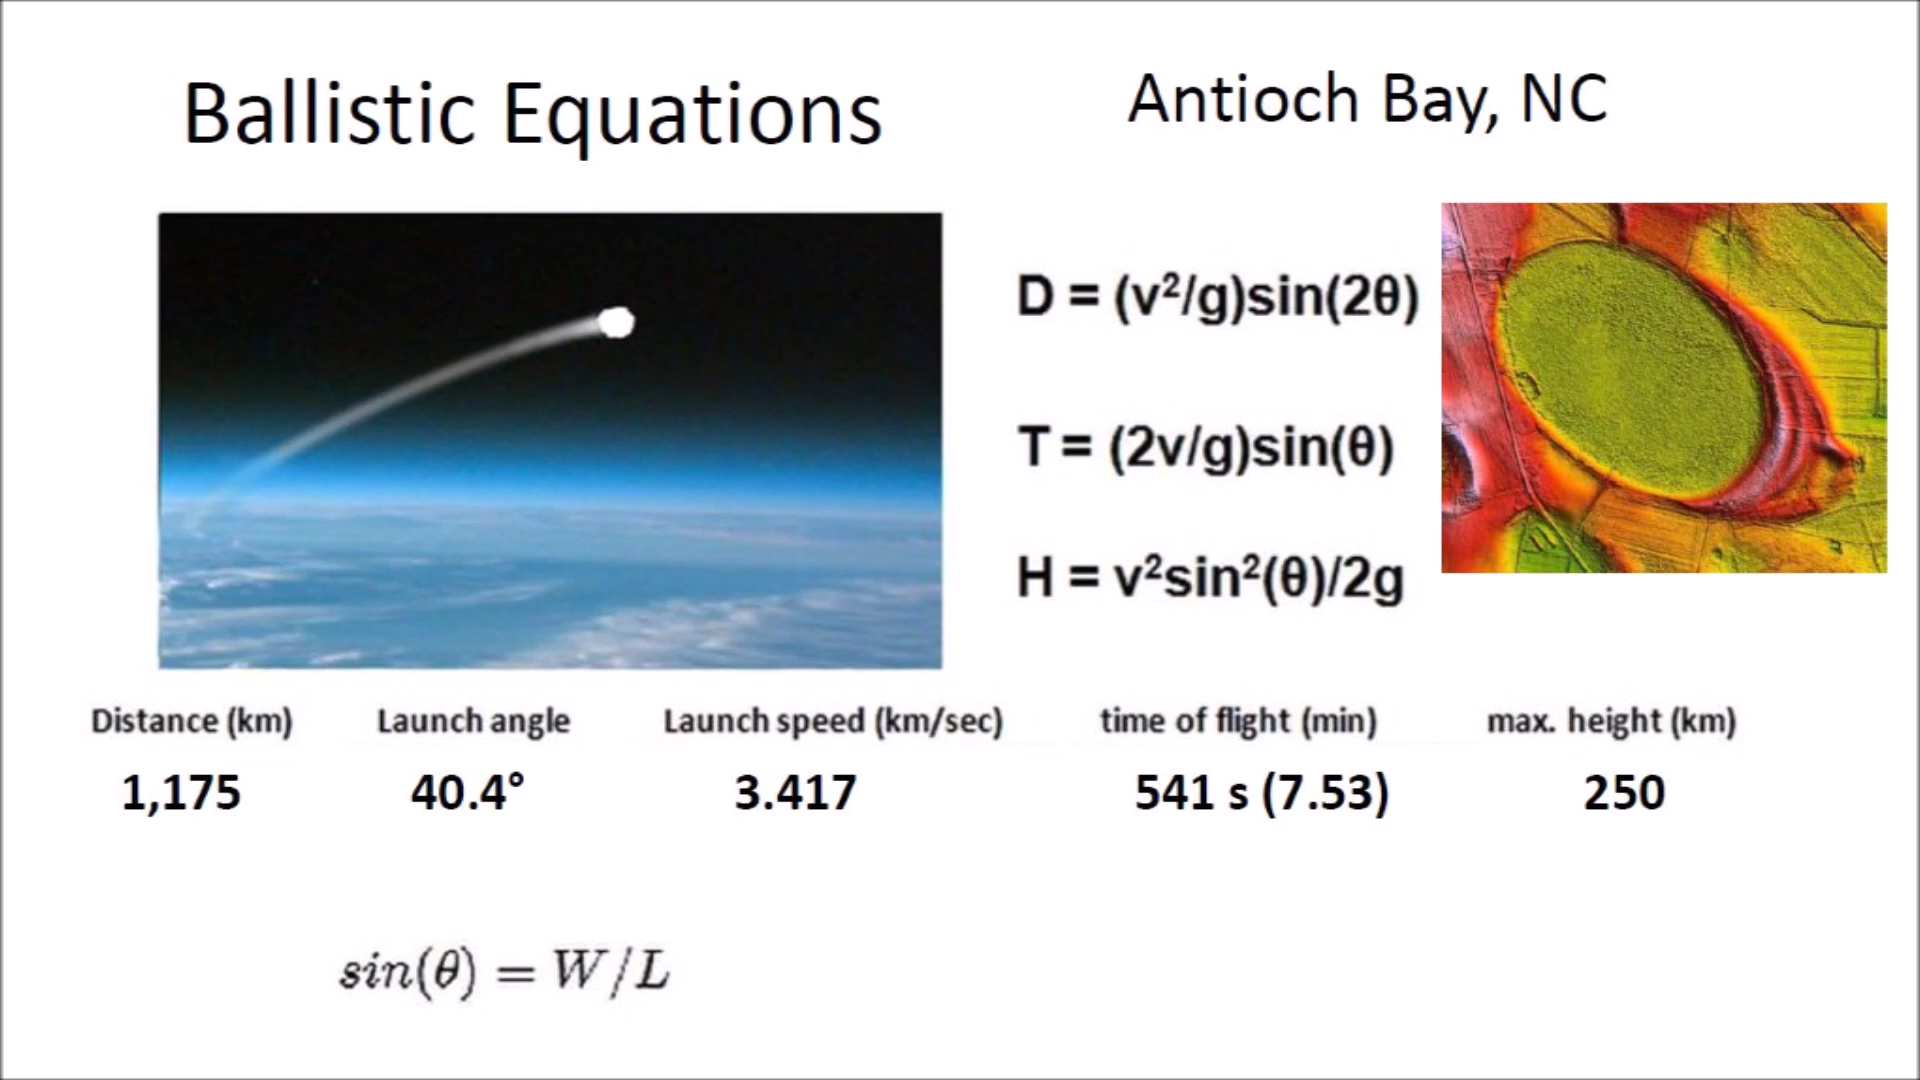 Ballistic Equations
Antioch Bay, NC
D = (v²/g)sin(2θ)
T = (2v/g)sin(θ)
H = v²sin²(θ)/2g
Distance (km) Launch angle Launch speed (km/sec) time of flight (min) max. height (km)
1,175 40.4° 3.417 541 s (7.53) 250
sin(θ) = W/L